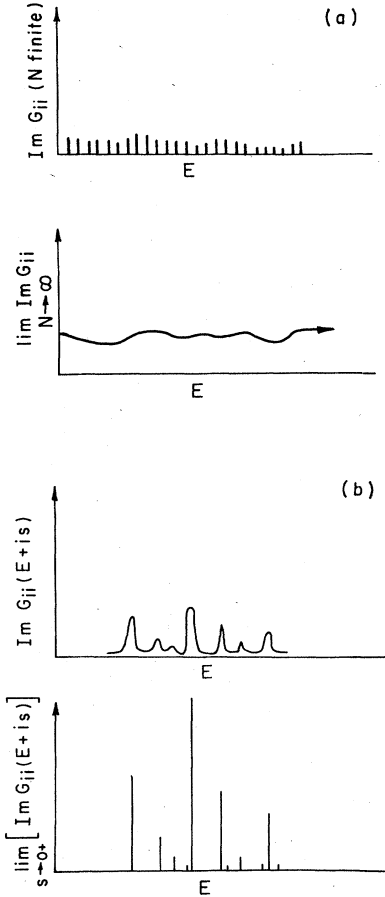 (a)
Im Gii (N finite)
E
lim Im Gii
N→∞
E
(b)
Im Gii (E+is)
E
lim [Im Gii(E+is)]
s→0+
E